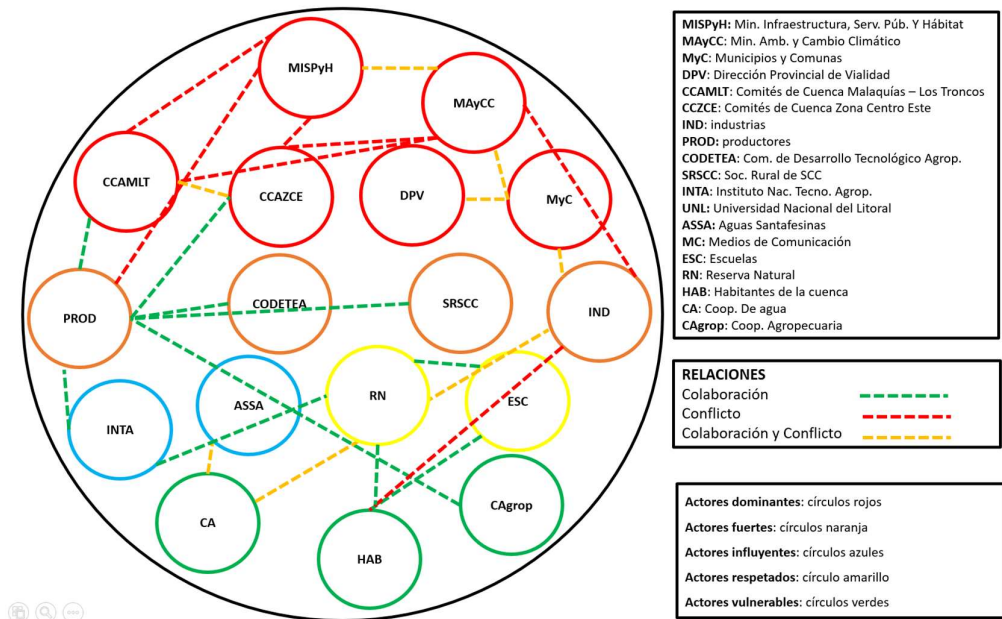 MISPyH
MAyCC
CCAMLT
CCAZCE
DPV
MyC
PROD
CODETEA
SRSCC
IND
INTA
ASSA
RN
ESC
CA
HAB
CAgrop
MISPyH: Min. Infraestructura, Serv. Púb. Y Hábitat
MAyCC: Min. Amb. y Cambio Climático
MyC: Municipios y Comunas
DPV: Dirección Provincial de Vialidad
CCAMLT: Comités de Cuenca Malaquías – Los Troncos
CCZCE: Comités de Cuenca Zona Centro Este
IND: industrias
PROD: productores
CODETEA: Com. de Desarrollo Tecnológico Agrop.
SRSCC: Soc. Rural de SCC
INTA: Instituto Nac. Tecno. Agrop.
UNL: Universidad Nacional del Litoral
ASSA: Aguas Santafesinas
MC: Medios de Comunicación
ESC: Escuelas
RN: Reserva Natural
HAB: Habitantes de la cuenca
CA: Coop. De agua
CAgrop: Coop. Agropecuaria
RELACIONES
Colaboración
Conflicto
Colaboración y Conflicto
Actores dominantes: círculos rojos
Actores fuertes: círculos naranja
Actores influyentes: círculos azules
Actores respetados: círculo amarillo
Actores vulnerables: círculos verdes